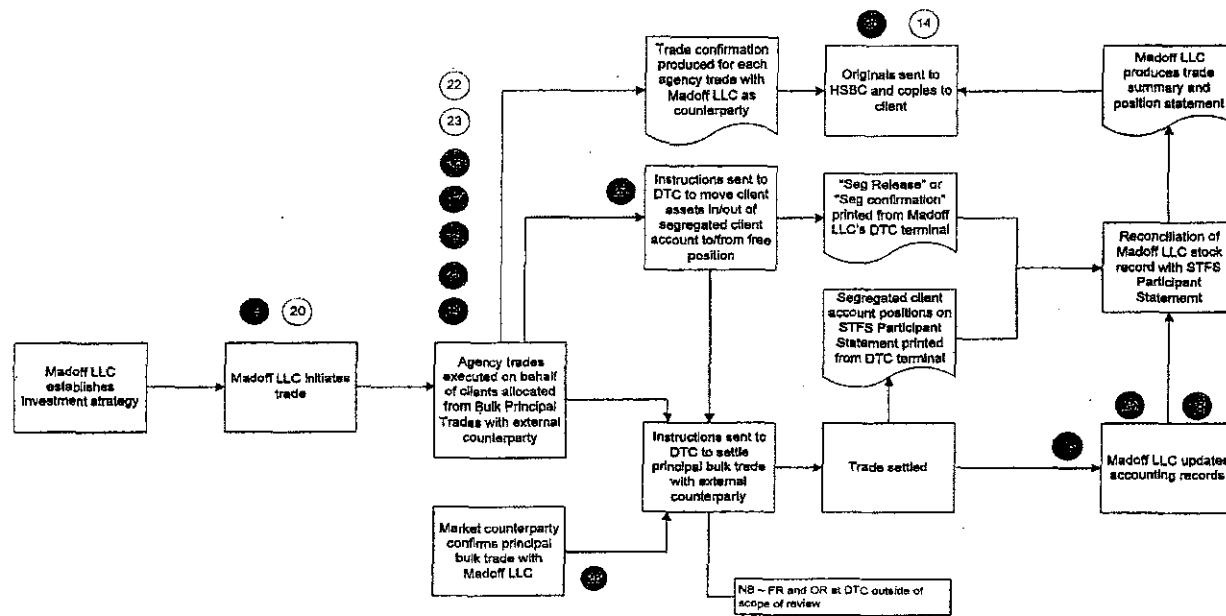 14
Trade confirmation
produced for each
agency trade with
Madoff LLC as
counterparty
Originals sent to
HSBC and copies to
client
Madoff LLC
produces trade
summary and
position statement
22
23
Instructions sent to
DTC to move client
assets in/out of
segregated client
account to/from free
position
"Seg Release" or
"Seg confirmation"
printed from Madoff
LLC's DTC terminal
Reconciliation of
Madoff LLC stock
record with STFS
Participant
Statement
Segregated client
account positions on
STFS Participant
Statement printed
from DTC terminal
20
Madoff LLC
establishes
investment strategy
Madoff LLC initiates
trade
Agency trades
executed on behalf
of clients allocated
from Bulk Principal
Trades with external
counterparty
Instructions sent to
DTC to settle
principal bulk trade
with external
counterparty
Trade settled
Madoff LLC updates
accounting records
Market counterparty
confirms principal
bulk trade with
Madoff LLC
NB – FR and OR at DTC outside of
scope of review